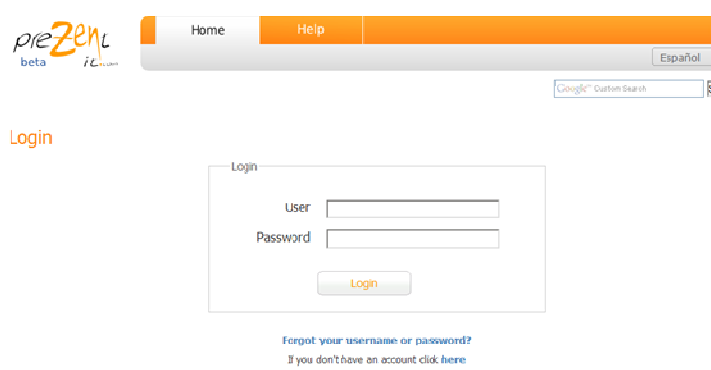 preZent
beta it
Home Help
Español
Google™ Custom Search
Login
Login
User
Password
Login
Forgot your username or password?
If you don't have an account click here